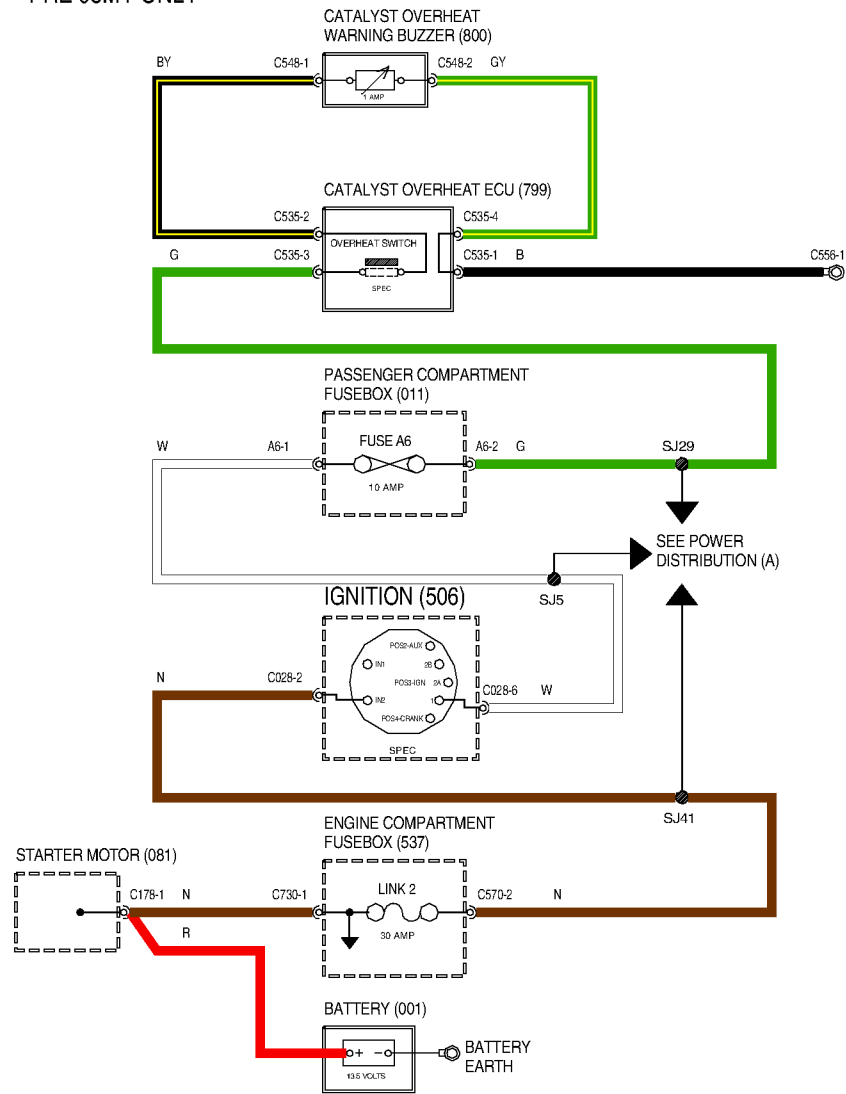 CATALYST OVERHEAT
WARNING BUZZER (800)
BY
C548-1
C548-2
GY
1 AMP
CATALYST OVERHEAT ECU (799)
C535-2
C535-4
OVERHEAT SWITCH
G
C535-3
C535-1
B
C556-1
SPEC
PASSENGER COMPARTMENT
FUSEBOX (011)
W
A6-1
FUSE A6
A6-2
G
SJ29
10 AMP
SEE POWER
DISTRIBUTION (A)
SJ5
IGNITION (506)
POS2-AUX
IN1
2B
N
C028-2
POS3-IGN
2A
C028-6
W
IN2
1
POS4-CRANK
SPEC
SJ41
ENGINE COMPARTMENT
FUSEBOX (537)
STARTER MOTOR (081)
C178-1
N
C730-1
LINK 2
C570-2
N
R
30 AMP
BATTERY (001)
+
-
BATTERY
EARTH
13.5 VOLTS